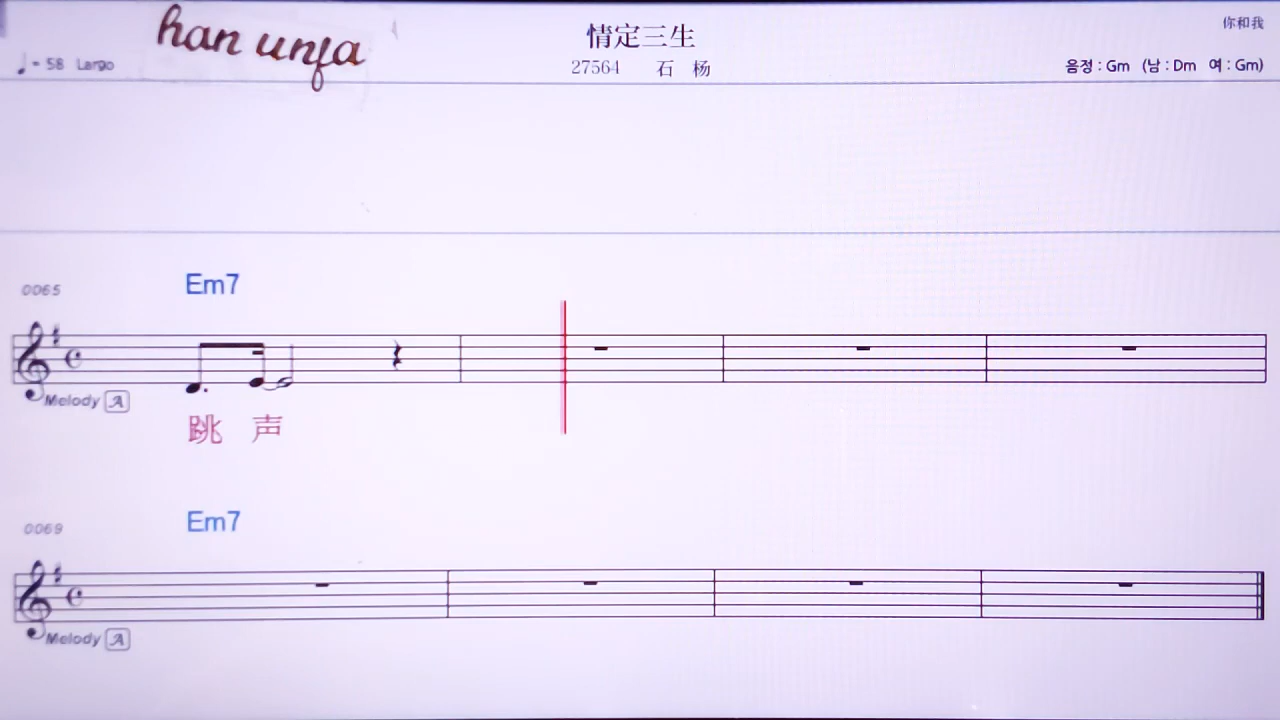 han unfa
情定三生
你和我
♩= 58 Largo
27564 石 杨
음정 : Gm (남 : Dm 여 : Gm)
0065
Em7
Melody A
跳 声
0069
Em7
Melody A